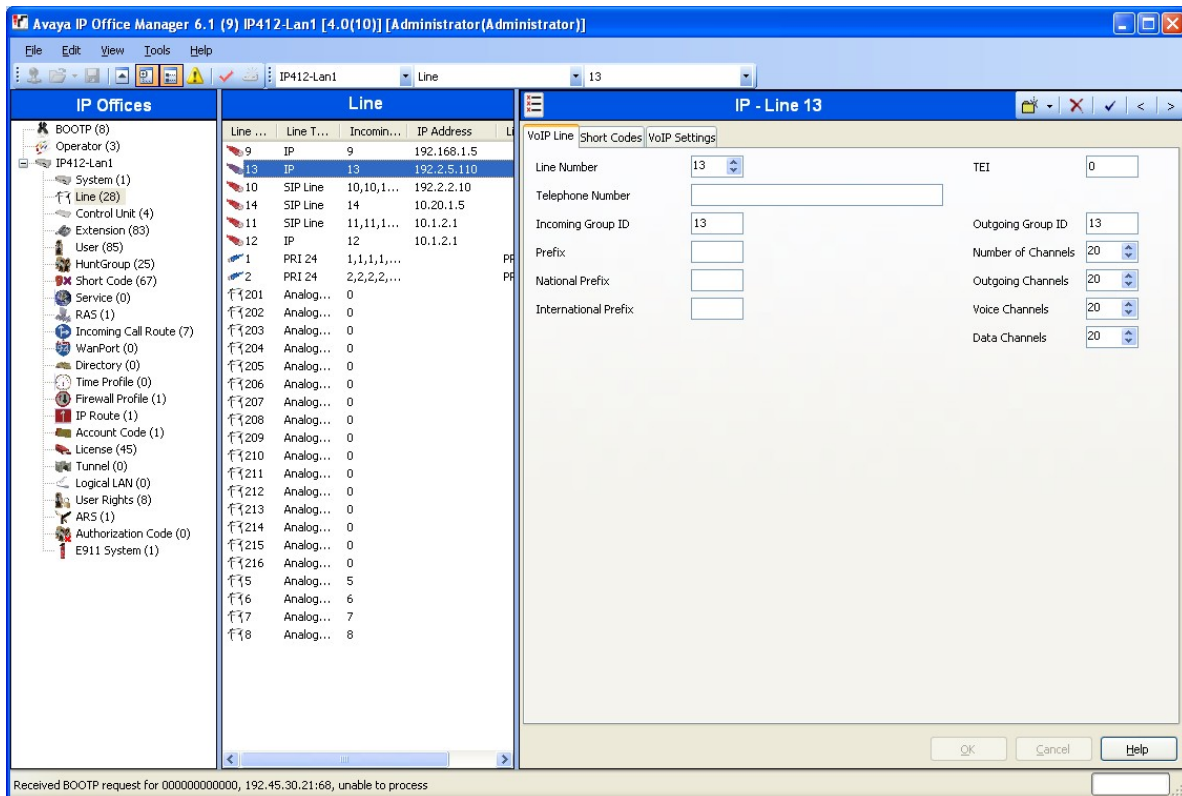 Avaya IP Office Manager 6.1 (9) IP412-Lan1 [4.0(10)] [Administrator(Administrator)]
File Edit View Tools Help
IP412-Lan1 Line 13
IP Offices
BOOTP (8)
Operator (3)
IP412-Lan1
System (1)
Line (28)
Control Unit (4)
Extension (83)
User (85)
HuntGroup (25)
Short Code (67)
Service (0)
RAS (1)
Incoming Call Route (7)
WanPort (0)
Directory (0)
Time Profile (0)
Firewall Profile (1)
IP Route (1)
Account Code (1)
License (45)
Tunnel (0)
Logical LAN (0)
User Rights (8)
ARS (1)
Authorization Code (0)
E911 System (1)
Line
Line ... Line T... Incomin... IP Address Li
9 IP 9 192.168.1.5
13 IP 13 192.2.5.110
10 SIP Line 10,10,1... 192.2.2.10
14 SIP Line 14 10.20.1.5
11 SIP Line 11,11,1... 10.1.2.1
12 IP 12 10.1.2.1
1 PRI 24 1,1,1,1,... PR
2 PRI 24 2,2,2,2,... PR
201 Analog... 0
202 Analog... 0
203 Analog... 0
204 Analog... 0
205 Analog... 0
206 Analog... 0
207 Analog... 0
208 Analog... 0
209 Analog... 0
210 Analog... 0
211 Analog... 0
212 Analog... 0
213 Analog... 0
214 Analog... 0
215 Analog... 0
216 Analog... 0
5 Analog... 5
6 Analog... 6
7 Analog... 7
8 Analog... 8
IP - Line 13
VoIP Line Short Codes VoIP Settings
Line Number 13 TEI 0
Telephone Number
Incoming Group ID 13 Outgoing Group ID 13
Prefix Number of Channels 20
National Prefix Outgoing Channels 20
International Prefix Voice Channels 20
Data Channels 20
OK Cancel Help
Received BOOTP request for 000000000000, 192.45.30.21:68, unable to process